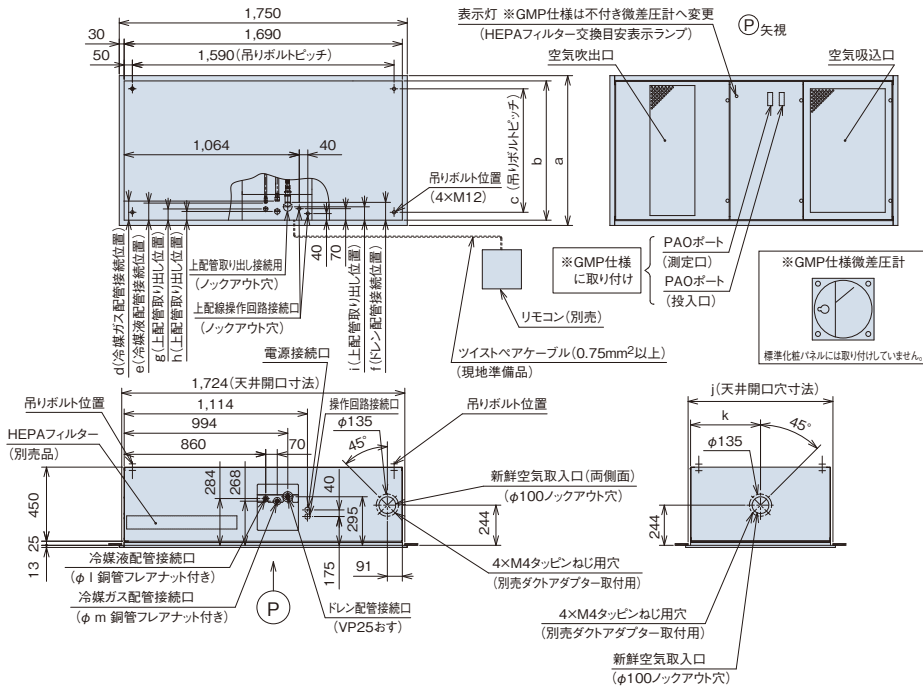 1,750
30
1,690
50
1,590(吊りボルトピッチ)
1,064
40
c(吊りボルトピッチ)
b
a
吊りボルト位置
(4×M12)
40
70
d(冷媒ガス配管接続位置)
e(冷媒液配管接続位置)
g(上配管取り出し位置)
h(上配管取り出し位置)
上配管取り出し接続用
(ノックアウト穴)
上配線操作回路接続口
(ノックアウト穴)
i(上配管取り出し位置)
f(ドレン配管接続位置)
リモコン(別売)
ツイストペアケーブル(0.75mm²以上)
(現地準備品)
表示灯 ※GMP仕様は不付き微差圧計へ変更
(HEPAフィルター交換目安表示ランプ)
P矢視
空気吹出口
空気吸込口
※GMP仕様
に取り付け
PAOポート
(測定口)
PAOポート
(投入口)
※GMP仕様微差圧計
標準化粧パネルには取り付けしていません。
電源接続口
1,724(天井開口寸法)
吊りボルト位置
1,114
操作回路接続口
吊りボルト位置
994
φ135
HEPAフィルター
(別売品)
860
70
45°
284
268
40
295
新鮮空気取入口(両側面)
(φ100ノックアウト穴)
450
244
25
13
175
91
冷媒液配管接続口
(φ l 銅管フレアナット付き)
冷媒ガス配管接続口
(φ m 銅管フレアナット付き)
P
ドレン配管接続口
(VP25おす)
4×M4タッピンねじ用穴
(別売ダクトアダプター取付用)
j(天井開口穴寸法)
k
45°
φ135
244
4×M4タッピンねじ用穴
(別売ダクトアダプター取付用)
新鮮空気取入口
(φ100ノックアウト穴)